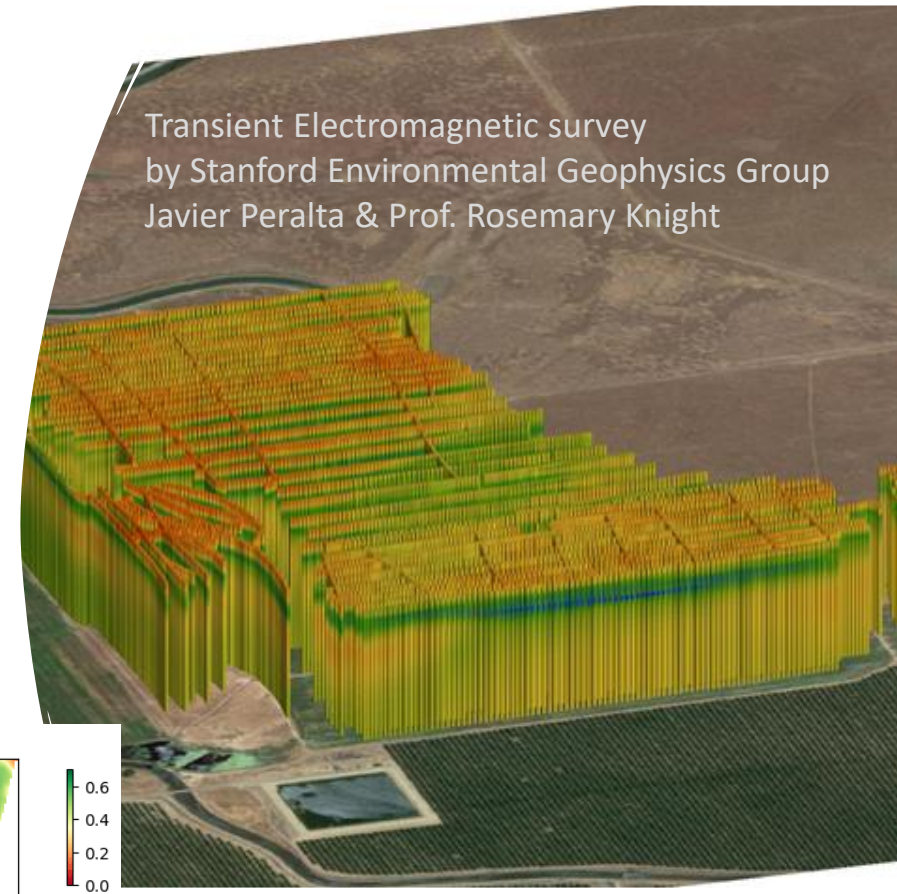 Transient Electromagnetic survey
by Stanford Environmental Geophysics Group
Javier Peralta & Prof. Rosemary Knight
0.6
0.4
0.2
0.0